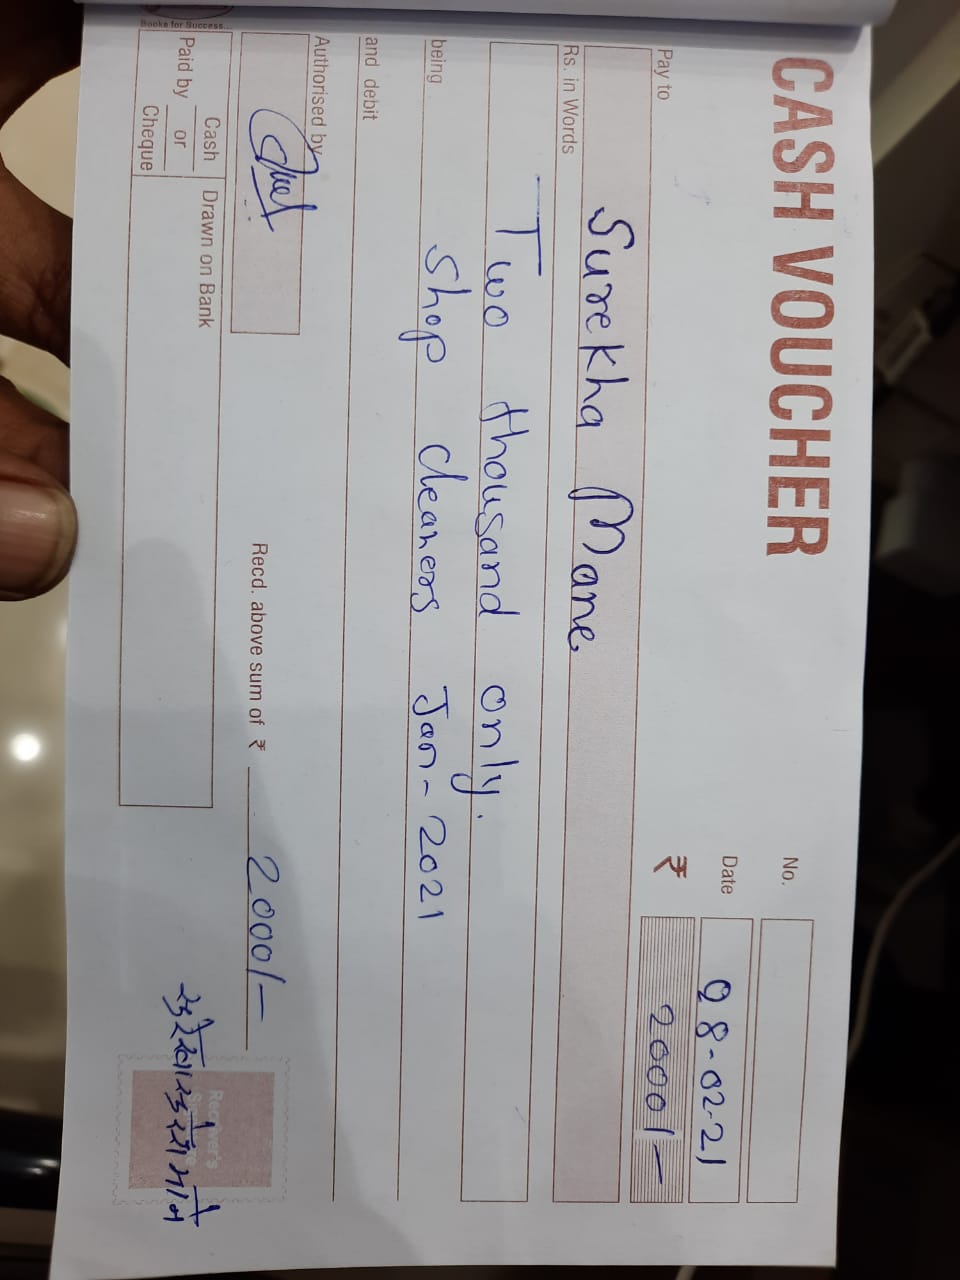 CASH VOUCHER
No.
Date 08-02-21
Pay to
₹ 2000/-
Surekha Mane
Rs. in Words
Two thousand only.
being Shop cleaners Jan-2021
and debit
Authorised by
Recd. above sum of ₹ 2000/-
Books for Success...
Paid by Cash or Cheque
Drawn on Bank
Receiver's